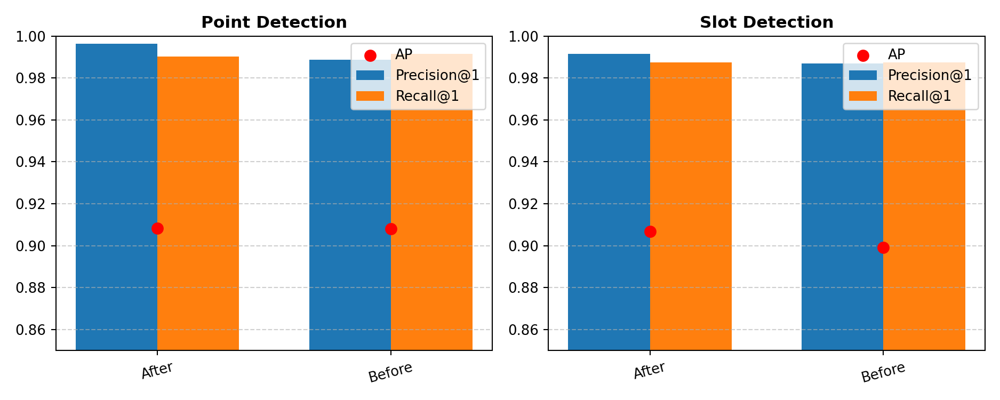 Point Detection
1.00
0.98
0.96
0.94
0.92
0.90
0.88
0.86
AP
Precision@1
Recall@1
After
Before
Slot Detection
1.00
0.98
0.96
0.94
0.92
0.90
0.88
0.86
AP
Precision@1
Recall@1
After
Before